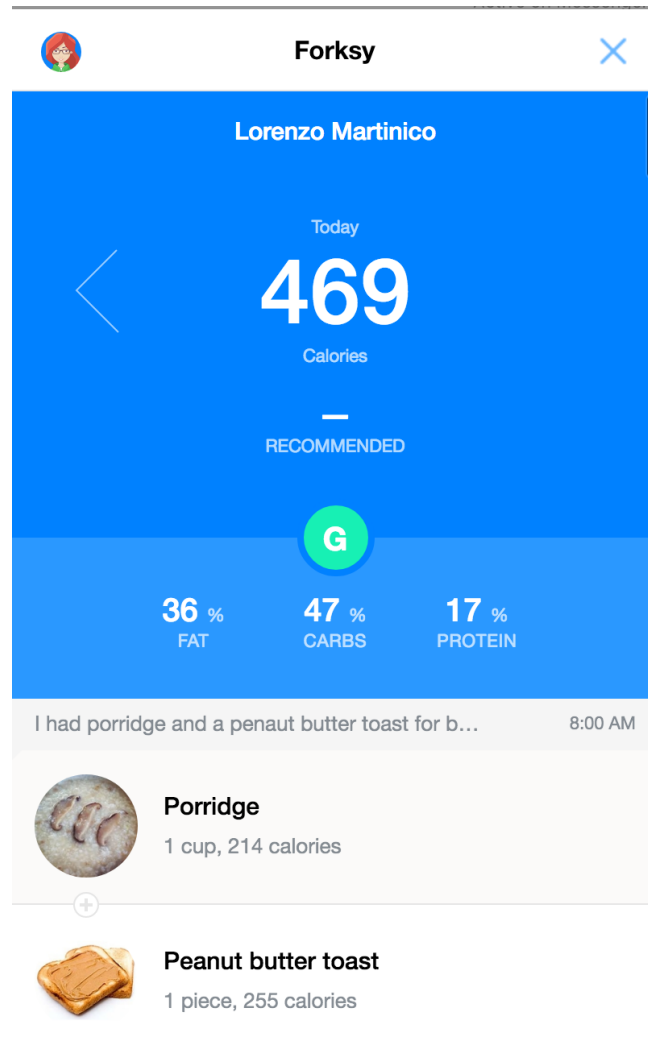 Forksy
Lorenzo Martinico
Today
469
Calories
–
RECOMMENDED
G
36 % 47 % 17 %
FAT CARBS PROTEIN
I had porridge and a penaut butter toast for b… 8:00 AM
Porridge
1 cup, 214 calories
Peanut butter toast
1 piece, 255 calories